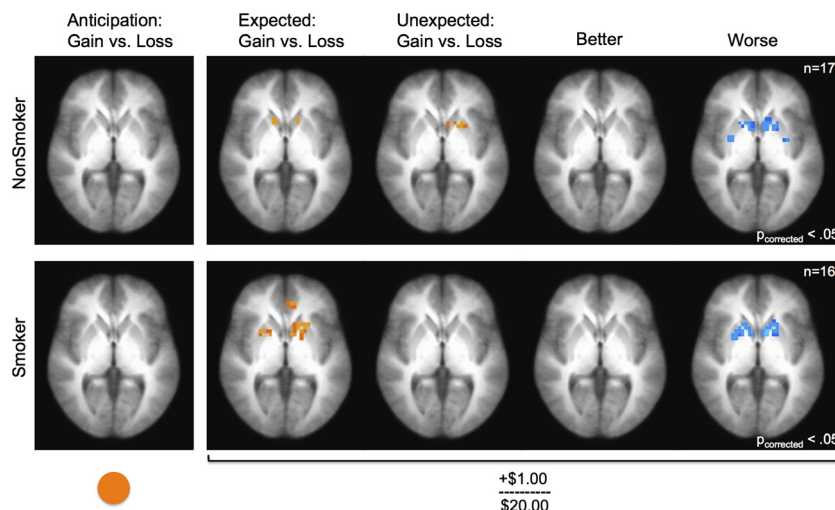 Anticipation:
Gain vs. Loss
Expected:
Gain vs. Loss
Unexpected:
Gain vs. Loss
Better
Worse
NonSmoker
n=17
pcorrected < .05
Smoker
n=16
pcorrected < .05
+$1.00
----------
$20.00